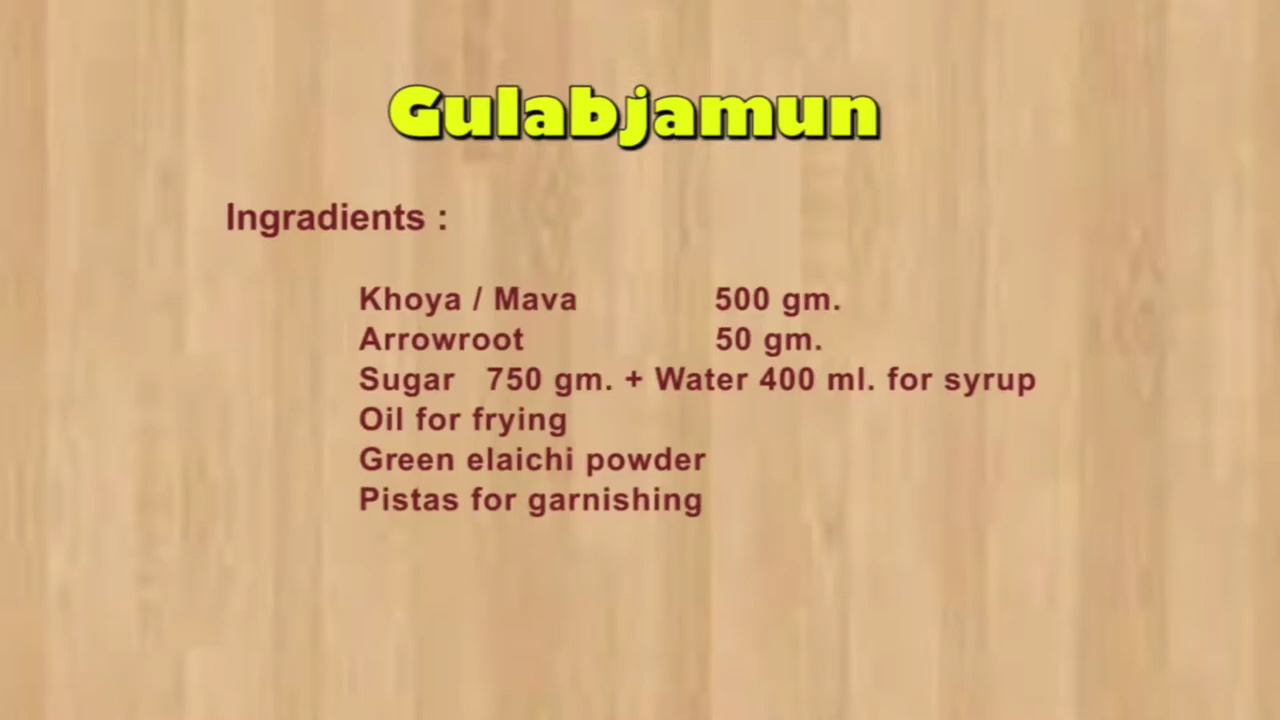 Gulabjamun
Ingradients :
Khoya / Mava 500 gm.
Arrowroot 50 gm.
Sugar 750 gm. + Water 400 ml. for syrup
Oil for frying
Green elaichi powder
Pistas for garnishing